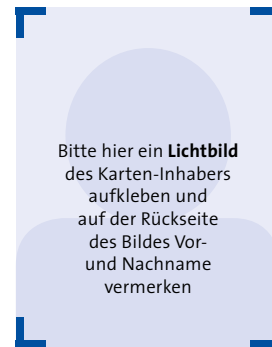 Bitte hier ein Lichtbild
des Karten-Inhabers
aufkleben und
auf der Rückseite
des Bildes Vor-
und Nachname
vermerken